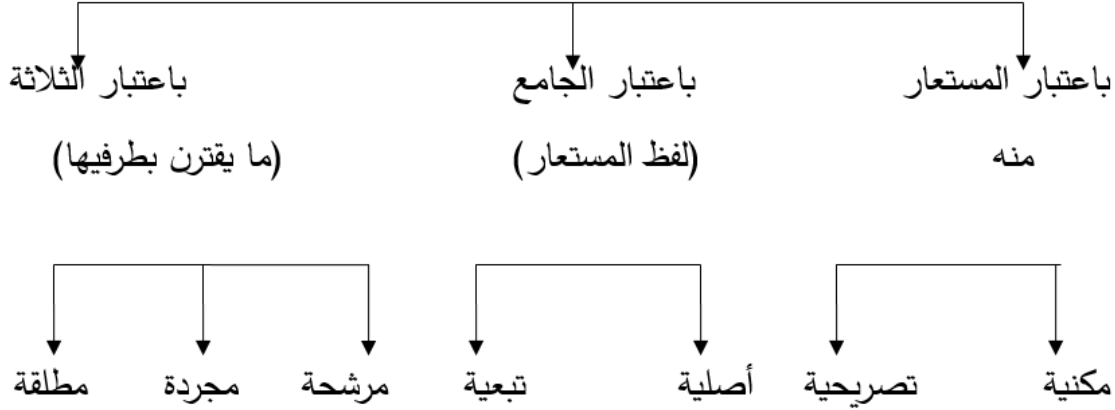 باعتبار المستعار باعتبار الجامع باعتبار الثلاثة
منه (لفظ المستعار) (ما يقترن بطرفيها)
مكنية تصريحية أصلية تبعية مرشحة مجردة مطلقة